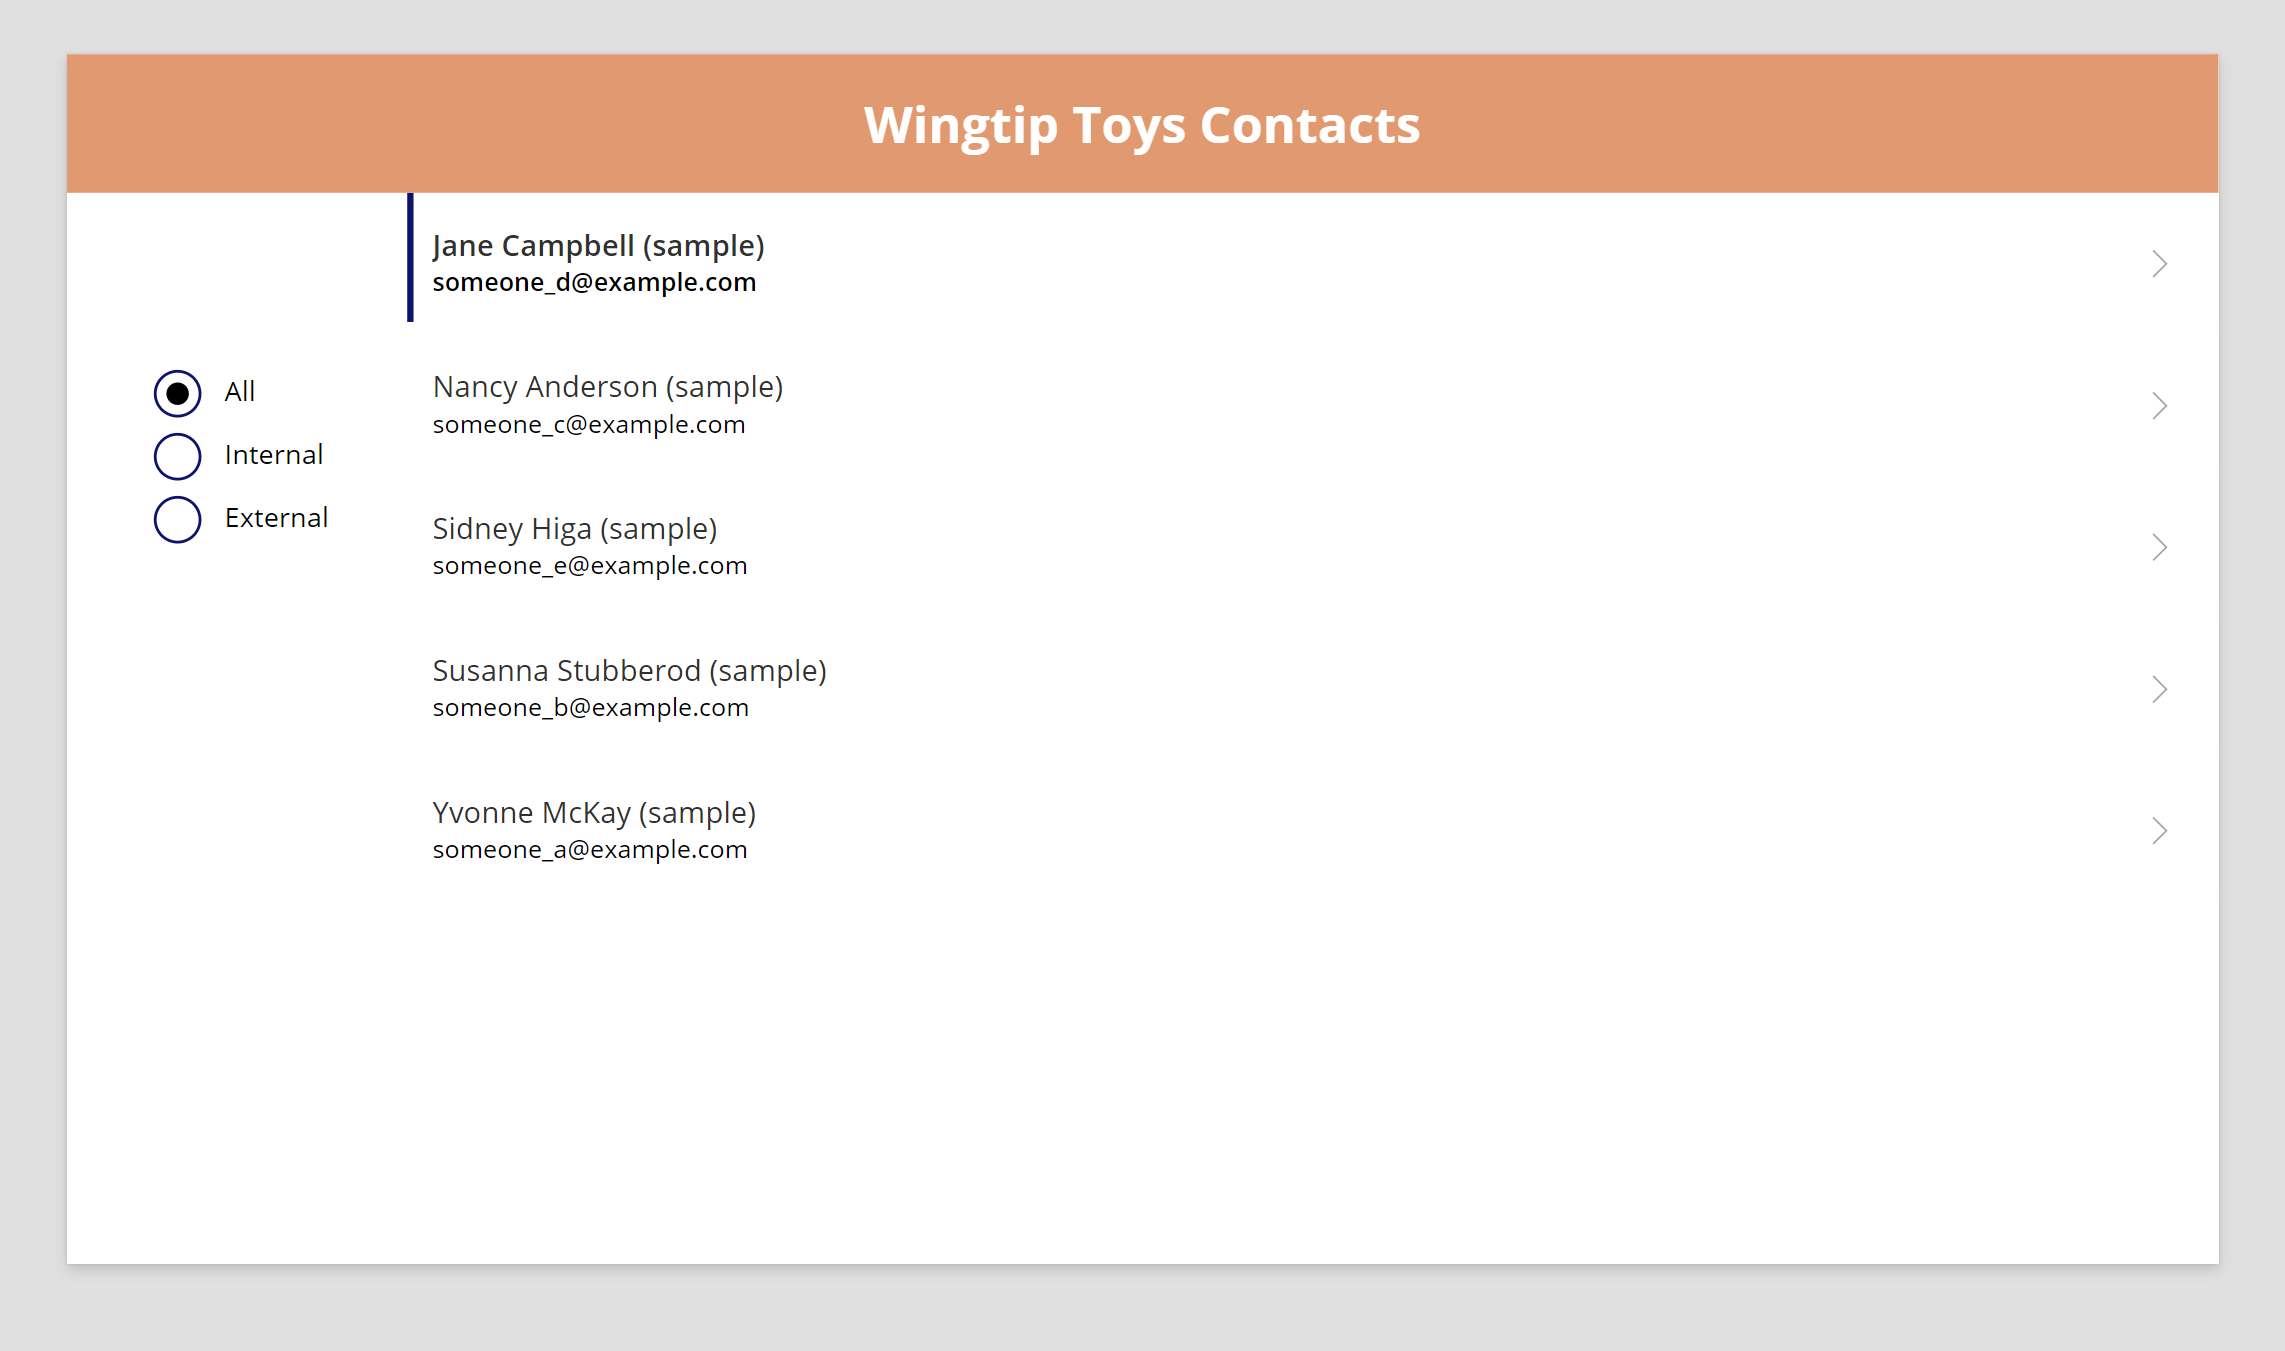 Wingtip Toys Contacts
All
Internal
External
Jane Campbell (sample)
someone_d@example.com
Nancy Anderson (sample)
someone_c@example.com
Sidney Higa (sample)
someone_e@example.com
Susanna Stubberod (sample)
someone_b@example.com
Yvonne McKay (sample)
someone_a@example.com